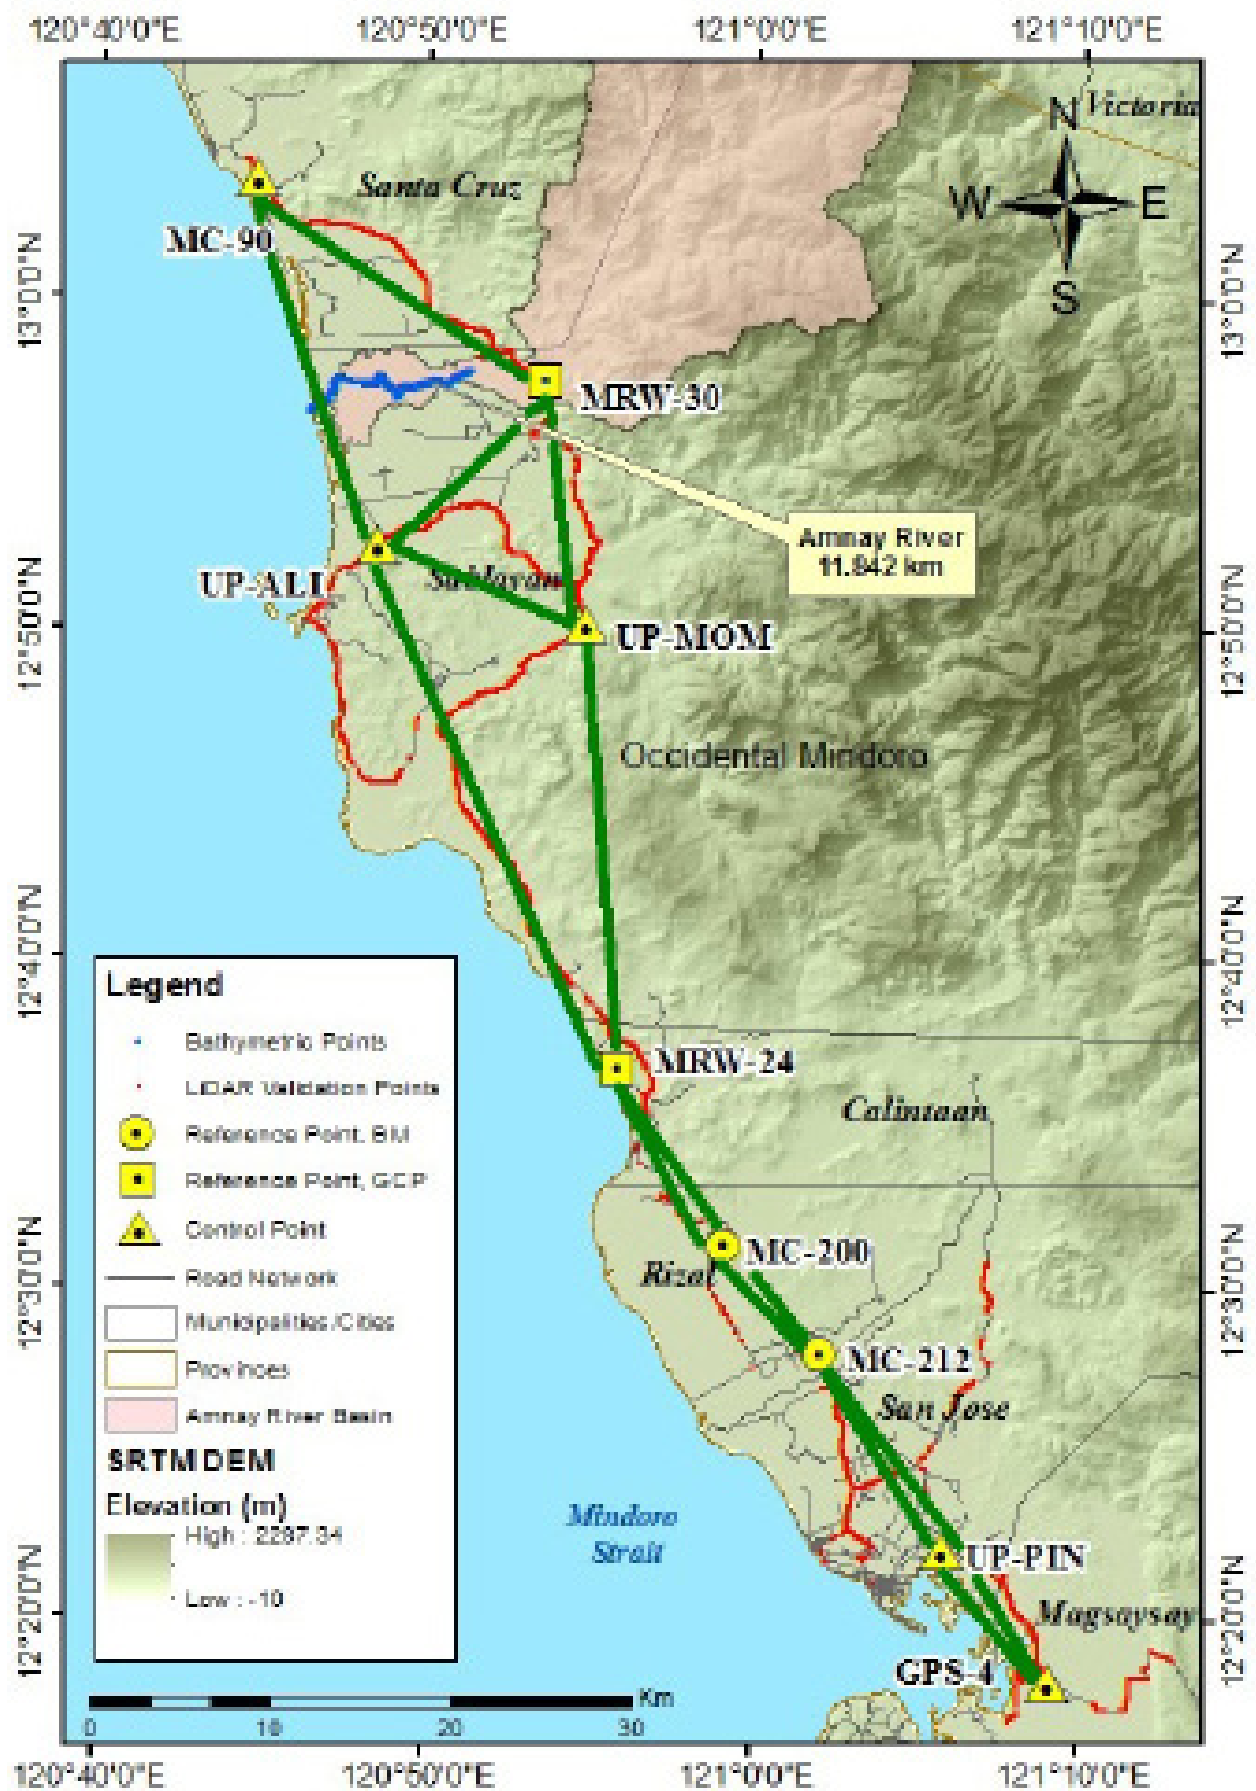 120°40'0"E 120°50'0"E 121°0'0"E 121°10'0"E
Victoria
N
Santa Cruz
W E
MC-90
S
13°0'0"N
13°0'0"N
MRW-30
Amnay River
11.842 km
UP-ALI
Sablayan
12°50'0"N
UP-MOM
12°50'0"N
Occidental Mindoro
12°40'0"N
12°40'0"N
Legend
Bathymetric Points
LiDAR Validation Points
Reference Point, BM
Reference Point, GCP
Control Point
Road Network
Municipalities/Cities
Provinces
Amnay River Basin
SRTM DEM
Elevation (m)
High : 2287.34
Low : -10
MRW-24
Calintaan
MC-200
Rizal
12°30'0"N
12°30'0"N
MC-212
San Jose
Mindoro
Strait
UP-PIN
12°20'0"N
12°20'0"N
Magsaysay
GPS-4
Km
0 10 20 30
120°40'0"E 120°50'0"E 121°0'0"E 121°10'0"E